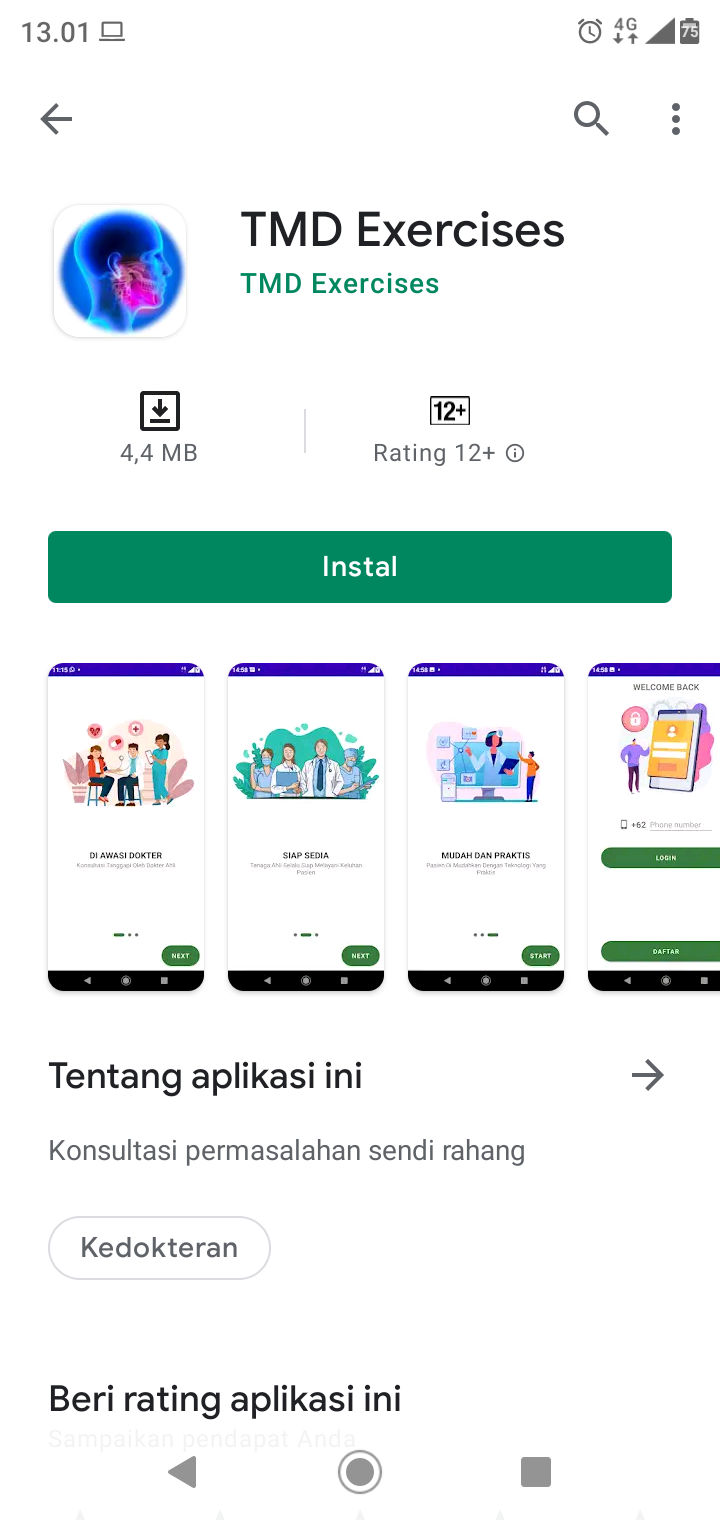 13.01
4G
75
TMD Exercises
TMD Exercises
12+
4,4 MB
Rating 12+
Instal
11:15
DI AWASI DOKTER
Konsultasi Tanggapi Oleh Dokter Ahli
NEXT
14:58
SIAP SEDIA
Tenaga Ahli Selalu Siap Melayani Keluhan
Pasien
NEXT
14:58
MUDAH DAN PRAKTIS
Pasien Di Mudahkan Dengan Teknologi Yang
Praktis
START
14:58
WELCOME BACK
+62 Phone number
LOGIN
DAFTAR
Tentang aplikasi ini
Konsultasi permasalahan sendi rahang
Kedokteran
Beri rating aplikasi ini
Sampaikan pendapat Anda